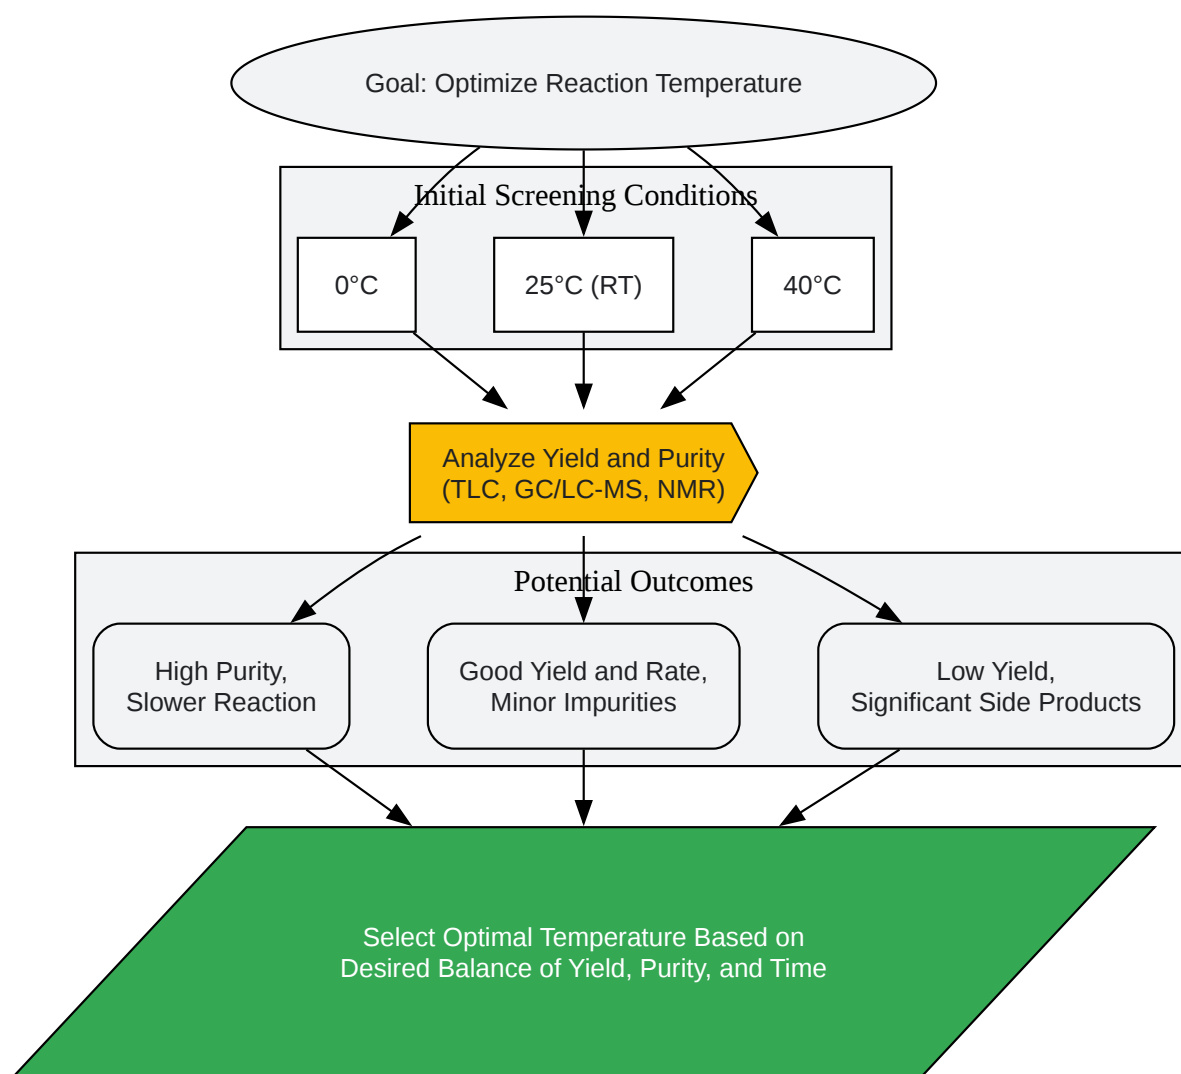 Goal: Optimize Reaction Temperature
Initial Screening Conditions
0°C
25°C (RT)
40°C
Analyze Yield and Purity
(TLC, GC/LC-MS, NMR)
Potential Outcomes
High Purity,
Slower Reaction
Good Yield and Rate,
Minor Impurities
Low Yield,
Significant Side Products
Select Optimal Temperature Based on
Desired Balance of Yield, Purity, and Time